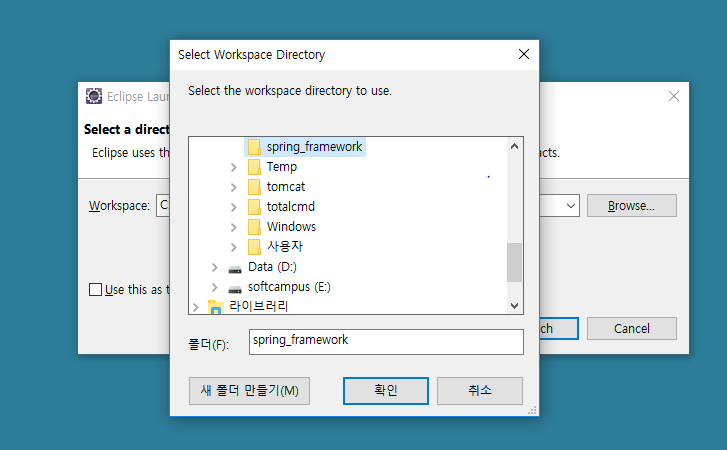 Select Workspace Directory
Eclipse Lau
Select the workspace directory to use.
Select a direct
Eclipse uses th
acts.
spring_framework
Temp
tomcat
totalcmd
Windows
사용자
Data (D:)
softcampus (E:)
라이브러리
Workspace:
C
Browse...
Use this as t
폴더(F):
spring_framework
ch
Cancel
새 폴더 만들기(M)
확인
취소